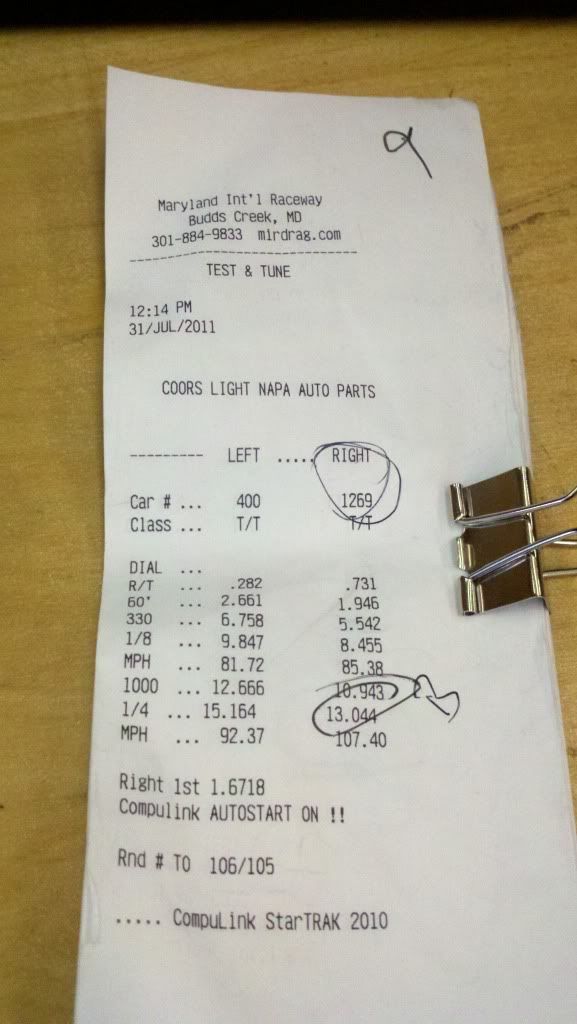 9
Maryland Int'l Raceway
Budds Creek, MD
301-884-9833 mirdrag.com
-----------------------------
TEST & TUNE
12:14 PM
31/JUL/2011
COORS LIGHT NAPA AUTO PARTS
--------- LEFT ..... RIGHT
Car # ... 400 1269
Class ... T/T T/T
DIAL ...
R/T ... .282 .731
60' ... 2.661 1.946
330 ... 6.758 5.542
1/8 ... 9.847 8.455
MPH ... 81.72 85.38
1000 ... 12.666 10.943
1/4 ... 15.164 13.044
MPH ... 92.37 107.40
Right 1st 1.6718
Compulink AUTOSTART ON !!
Rnd # TO 106/105
..... CompuLink StarTRAK 2010